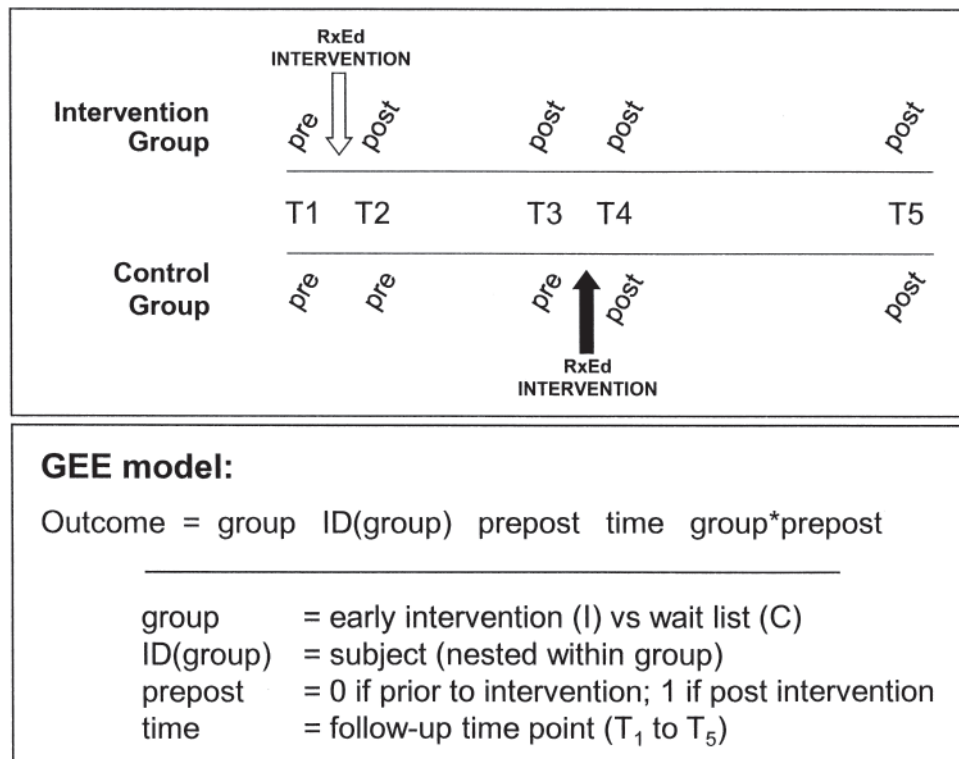 RxEd
INTERVENTION
Intervention
Group
pre post post post post
T1 T2 T3 T4 T5
Control
Group
pre pre pre post post
RxEd
INTERVENTION
GEE model:
Outcome = group ID(group) prepost time group*prepost
group = early intervention (I) vs wait list (C)
ID(group) = subject (nested within group)
prepost = 0 if prior to intervention; 1 if post intervention
time = follow-up time point (T₁ to T₅)